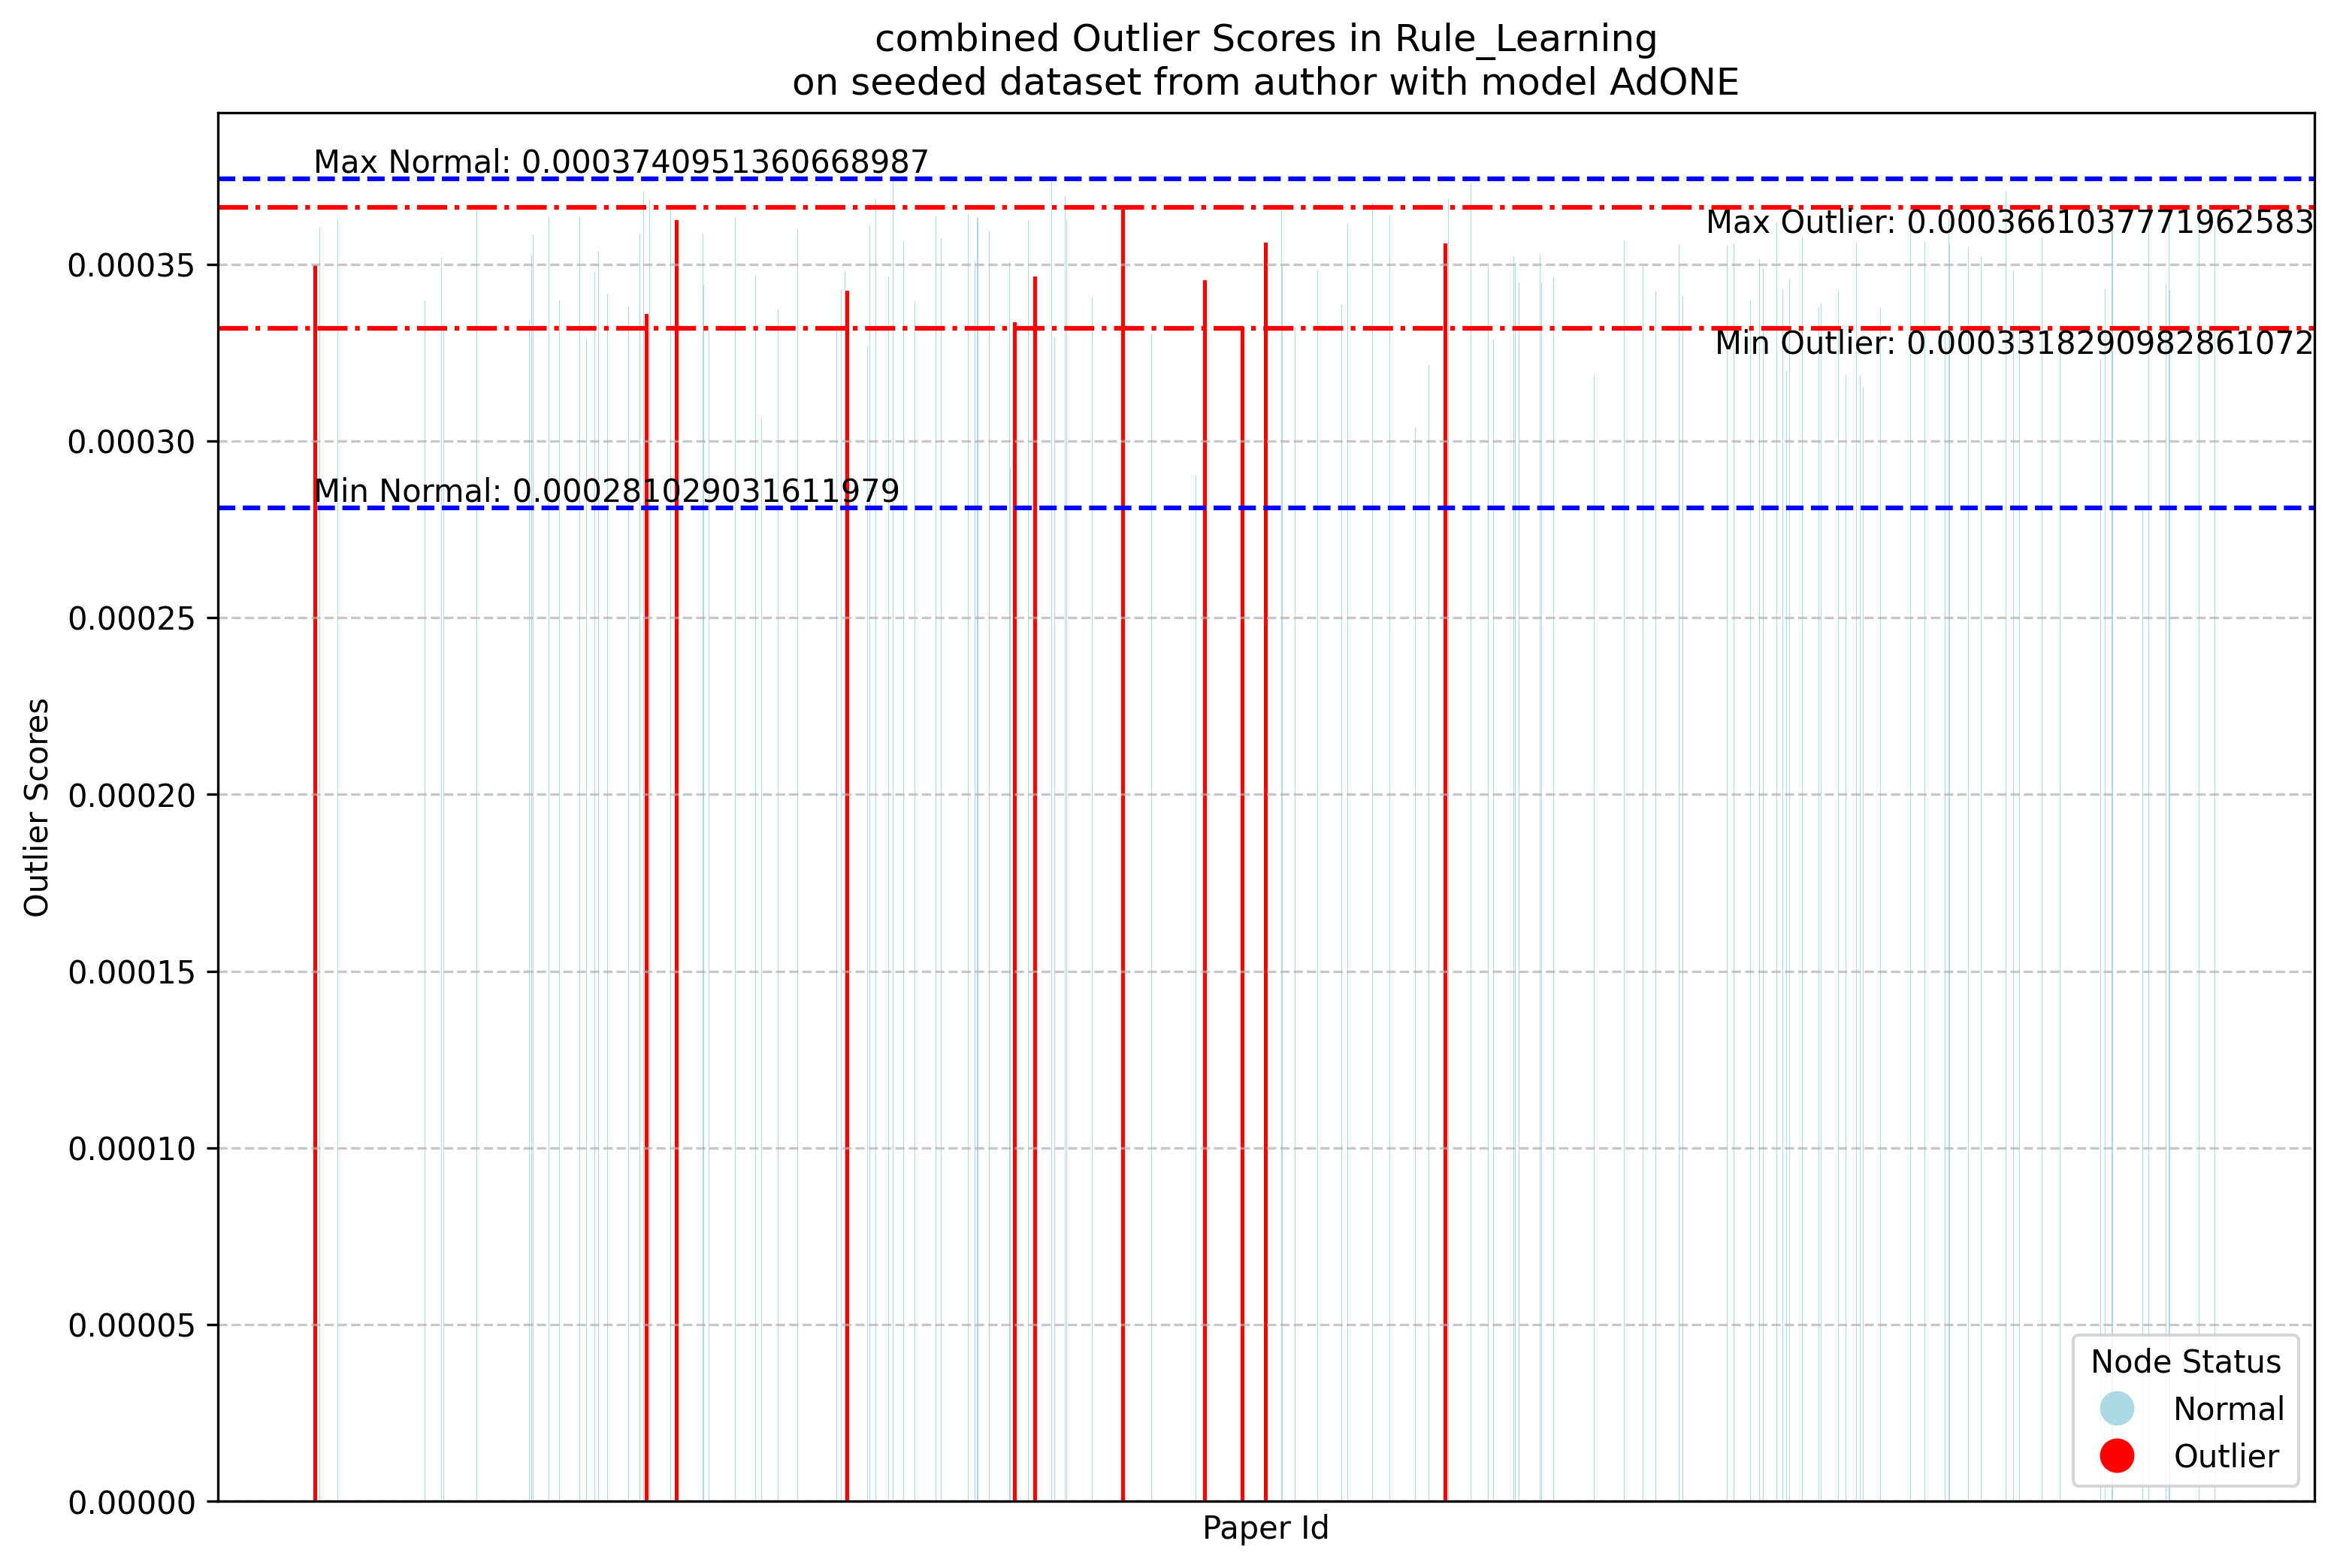 combined Outlier Scores in Rule_Learning
on seeded dataset from author with model AdONE
Max Normal: 0.0003740951360668987
Max Outlier: 0.0003661037771962583
0.00035
Min Outlier: 0.0003318290982861072
0.00030
Min Normal: 0.000281029031611979
0.00025
0.00020
0.00015
0.00010
0.00005
0.00000
Outlier Scores
Paper Id
Node Status
Normal
Outlier